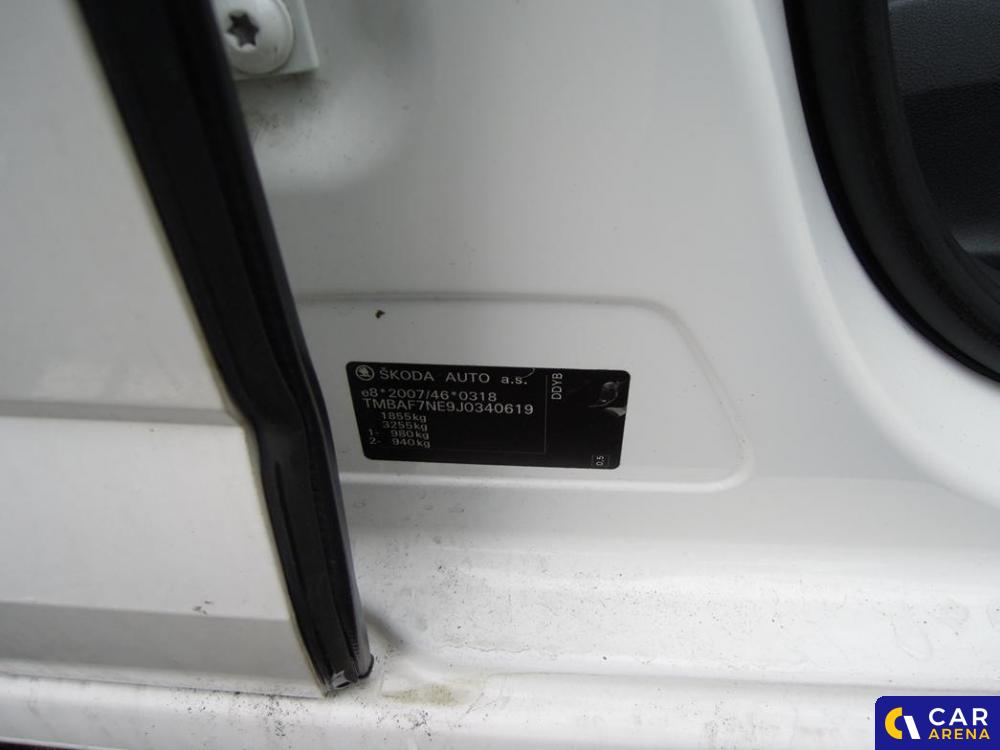 ŠKODA AUTO a.s.
e8*2007/46*0318
TMBAF7NE9J0340619
1855kg
3255kg
1- 980kg
2- 940kg
DDYB
0,5
CAR
ARENA